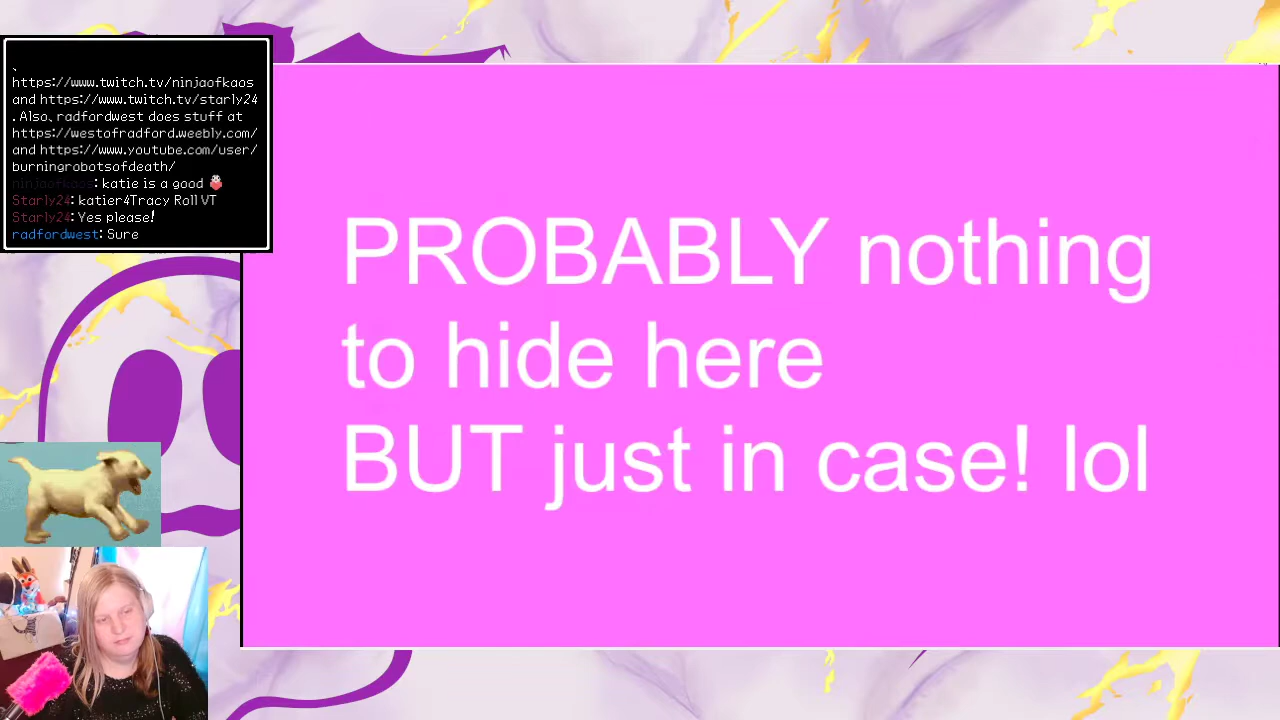 、
https://www.twitch.tv/ninjaofkaos
and https://www.twitch.tv/starly24
. Also、radfordwest does stuff at
https://westofradford.weebly.com/
and https://www.youtube.com/user/
burningrobotsofdeath/
ninjaofkaos: katie is a good
Starly24: katier4Tracy Roll VT
Starly24: Yes please!
radfordwest: Sure
PROBABLY nothing
to hide here
BUT just in case! lol